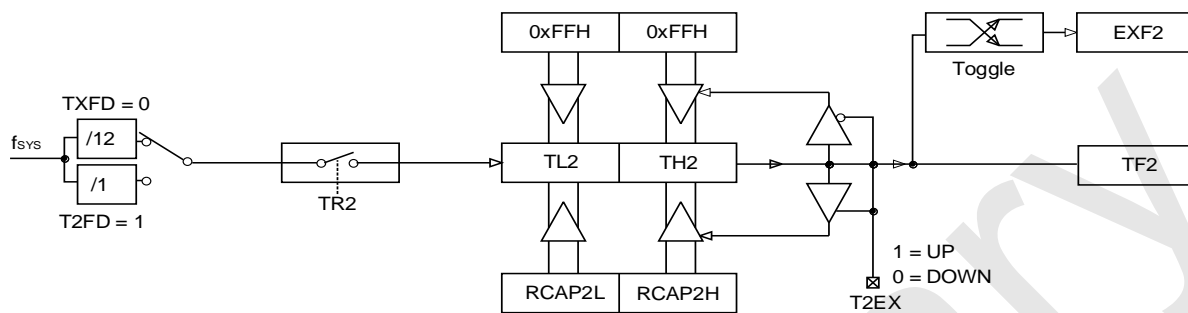 0xFFH 0xFFH
EXF2
Toggle
TXFD = 0
fSYS
/12
/1
T2FD = 1
TR2
TL2 TH2
TF2
1 = UP
0 = DOWN
RCAP2L RCAP2H
T2EX